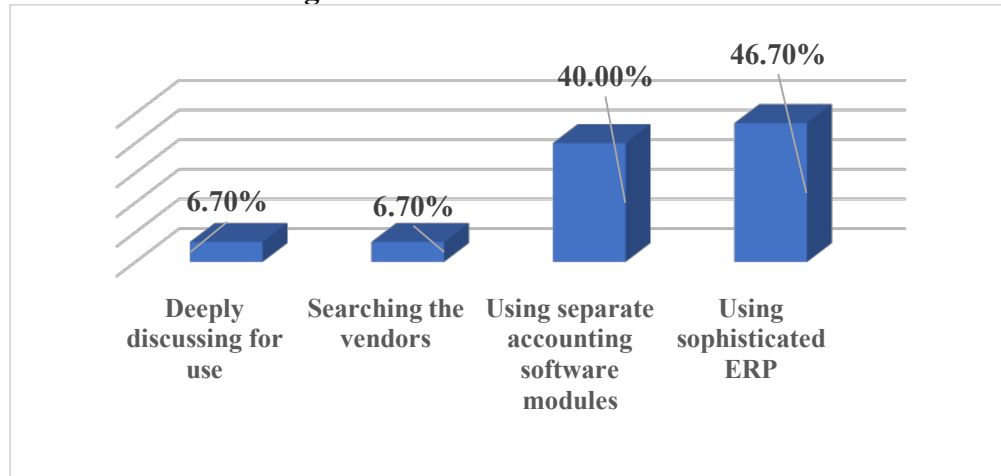 46.70%
40.00%
6.70%
6.70%
Deeply
discussing for
use
Searching the
vendors
Using separate
accounting
software
modules
Using
sophisticated
ERP